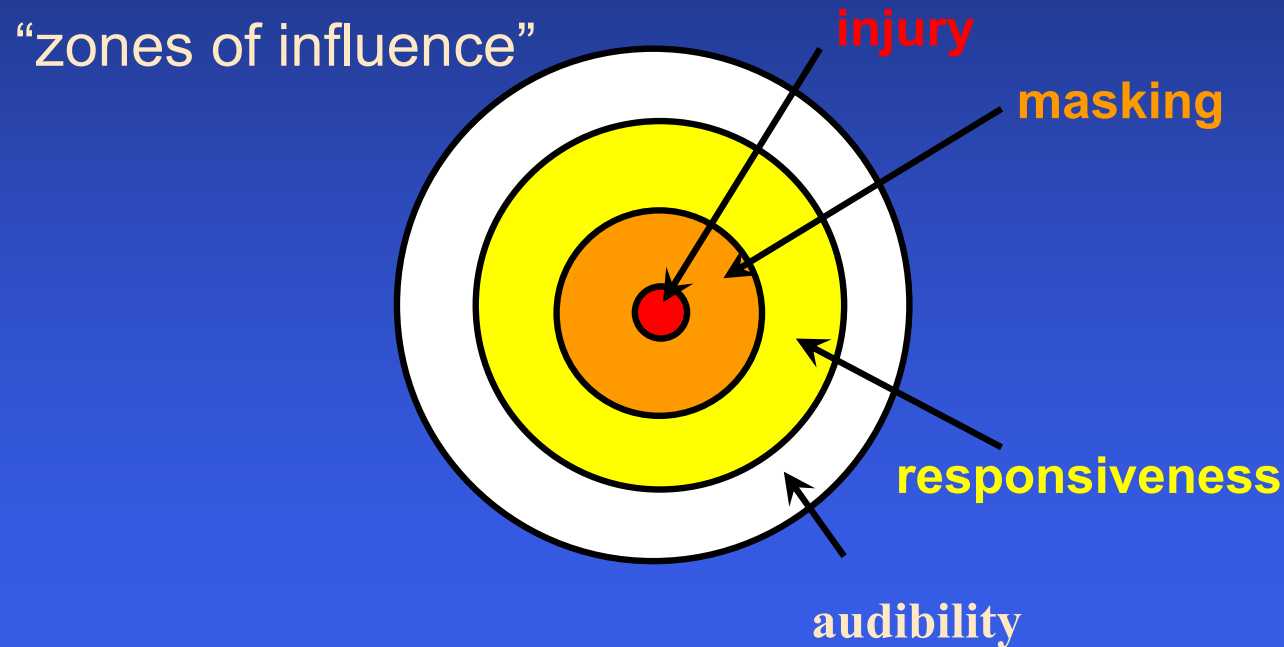 “zones of influence”
injury
masking
responsiveness
audibility